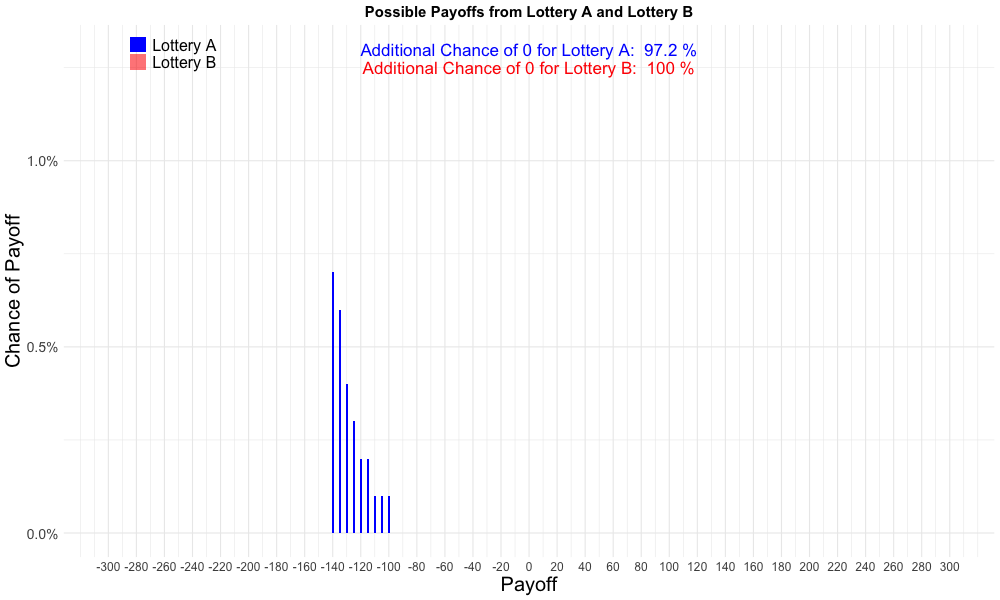 Possible Payoffs from Lottery A and Lottery B
Lottery A
Lottery B
Additional Chance of 0 for Lottery A:  97.2 %
Additional Chance of 0 for Lottery B:  100 %
Chance of Payoff
1.0%
0.5%
0.0%
-300 -280 -260 -240 -220 -200 -180 -160 -140 -120 -100 -80 -60 -40 -20 0 20 40 60 80 100 120 140 160 180 200 220 240 260 280 300
Payoff